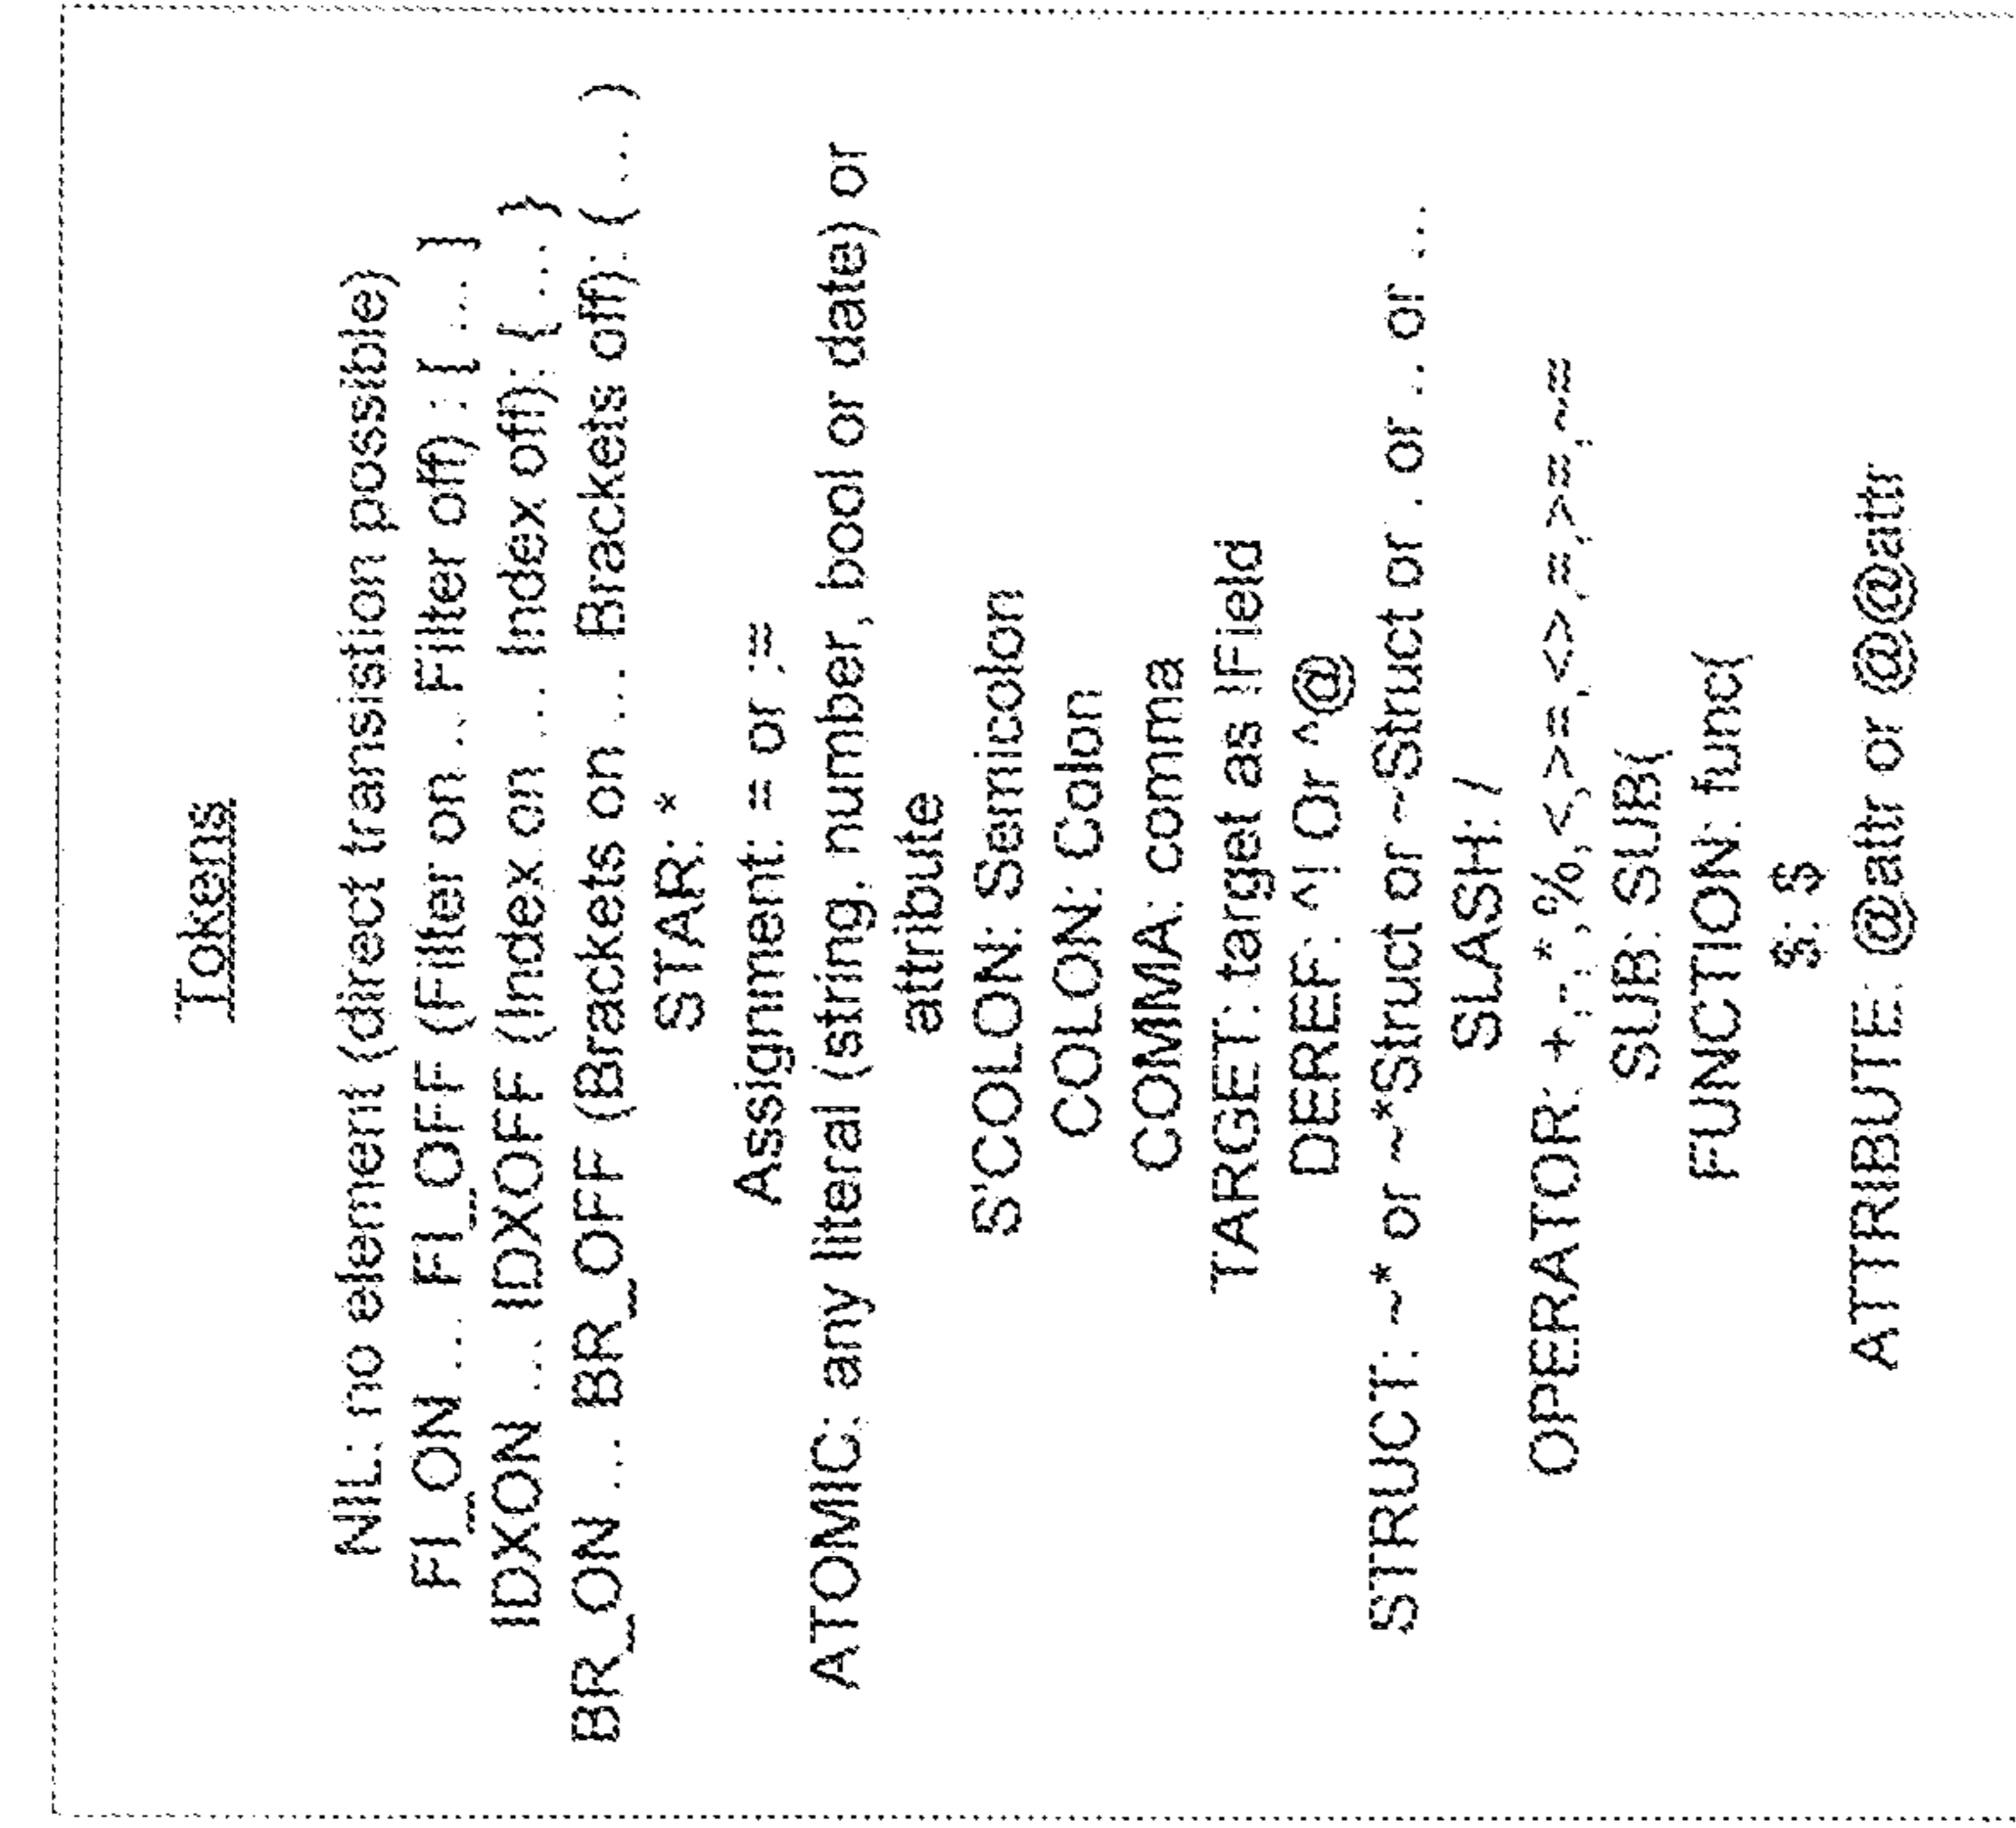 Tokens
NIL: no element (direct transistion possible)
FI_ON ... FI_OFF (Filter on ... Filter off) : [ ... ]
IDXON ... IDXOFF (Index on ... Index off): { ... }
BR_ON ... BR_OFF (Brackets on ... Brackets off): ( ... )
STAR: *
Assignment: = or :=
ATOMIC: any literal (string, number, bool or date) or
attribute
S'COLON: Semicolon
COLON: Colon
COMMA: comma
TARGET: target as !Field
DEREF: ^! Or ^@
STRUCT: ~* or ~*Struct or ~Struct or . or .. or ...
SLASH: /
OPERATOR: +,-,*,%,<,>=,<>,=,>=,~=
SUB: SUB(
FUNCTION: func(
$: $
ATTRIBUTE: @attr or @@attr